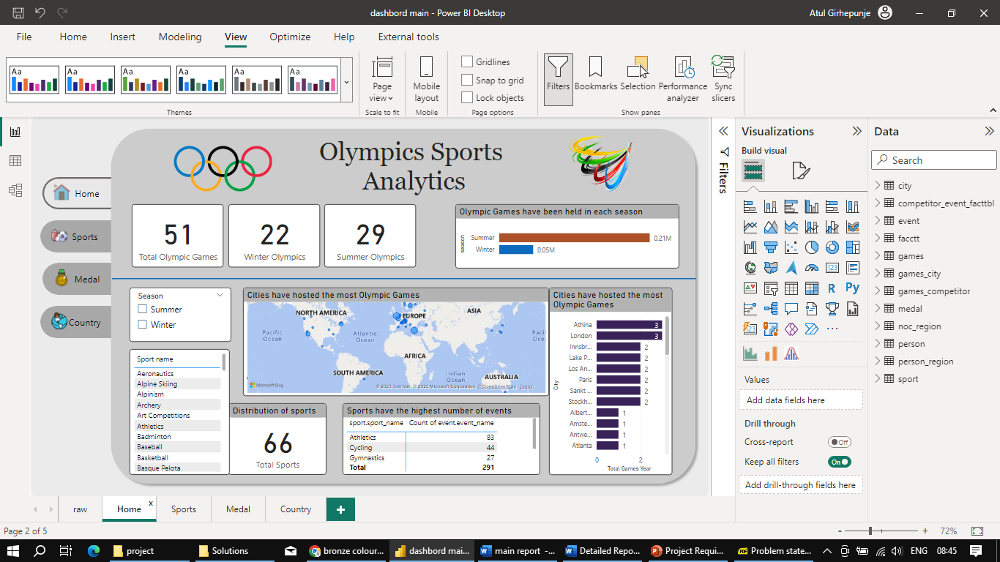 dashbord main - Power BI Desktop
Atul Girhepunje
File Home Insert Modeling View Optimize Help External tools
Aa Aa Aa Aa Aa Aa
Page view
Mobile layout
Gridlines
Snap to grid
Lock objects
Filters
Bookmarks
Selection
Performance analyzer
Sync slicers
Themes
Scale to fit
Mobile
Page options
Show panes
Home
Sports
Medal
Country
Olympics Sports
Analytics
51
Total Olympic Games
22
Winter Olympics
29
Summer Olympics
Olympic Games have been held in each season
season
Summer 0.21M
Winter 0.05M
Season
Summer
Winter
Sport name
Aeronautics
Alpine Skiing
Alpinism
Archery
Art Competitions
Athletics
Badminton
Baseball
Basketball
Basque Pelota
Cities have hosted the most Olympic Games
NORTH AMERICA
EUROPE
ASIA
Pacific
Ocean
Atlantic
Ocean
Paci
Oc
AFRICA
SOUTH AMERICA
Indian
Ocean
AUSTRALIA
Microsoft Bing
© 2023 TomTom, © 2023 Microsoft Corporation, © OpenStreetMap Terms
Distribution of sports
66
Total Sports
Sports have the highest number of events
sport.sport_name Count of event.event_name
Athletics 83
Cycling 44
Gymnastics 27
Total 291
Cities have hosted the most
Olympic Games
City
Athina 3
London 3
Innsbr... 2
Lake P... 2
Los An... 2
Paris 2
Sankt ... 2
Stockh... 2
Albert... 1
Amste... 1
Antwe... 1
Atlanta 1
0 2
Total Games Year
Filters
Visualizations
Build visual
R Py
123
Values
Add data fields here
Drill through
Cross-report Off
Keep all filters On
Add drill-through fields here
Data
Search
city
competitor_event_facttbl
event
facctt
games
games_city
games_competitor
medal
noc_region
person
person_region
sport
raw Home x Sports Medal Country +
Page 2 of 5
- + 72%
project
Solutions
bronze colour...
dashbord mai...
main report -...
Detailed Repo...
Project Requi...
PDF
Problem state...
ENG
08:45